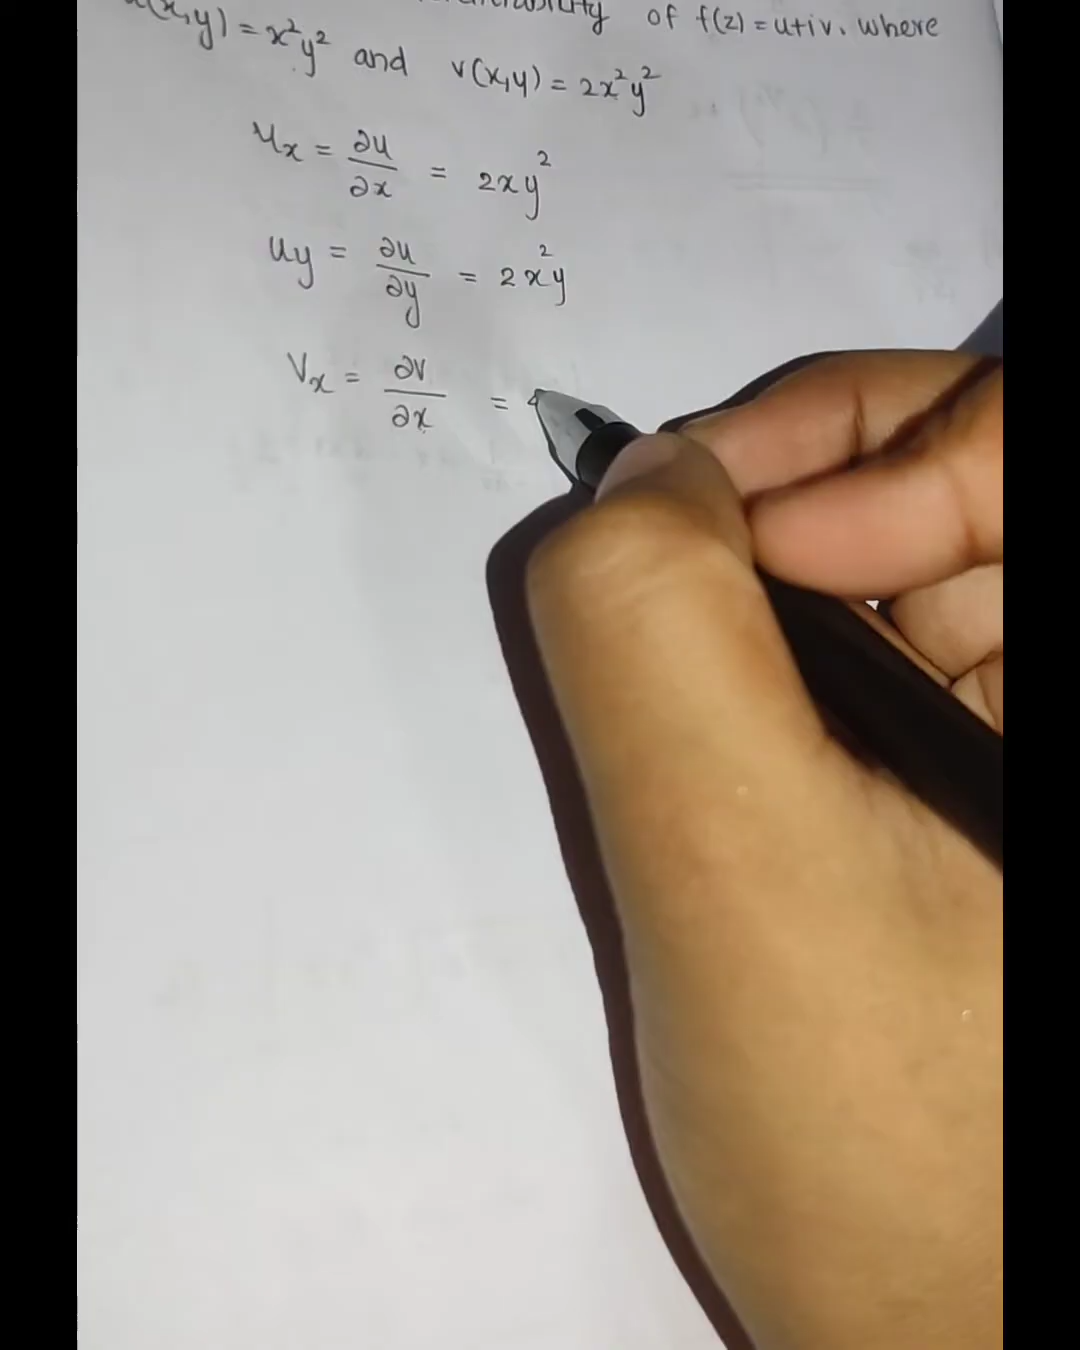 of f(z) = u+iv. where
(x,y) = x²y² and v(x,y) = 2x²y²
ux = ∂u/∂x = 2xy²
uy = ∂u/∂y = 2x²y
Vx = ∂v/∂x =